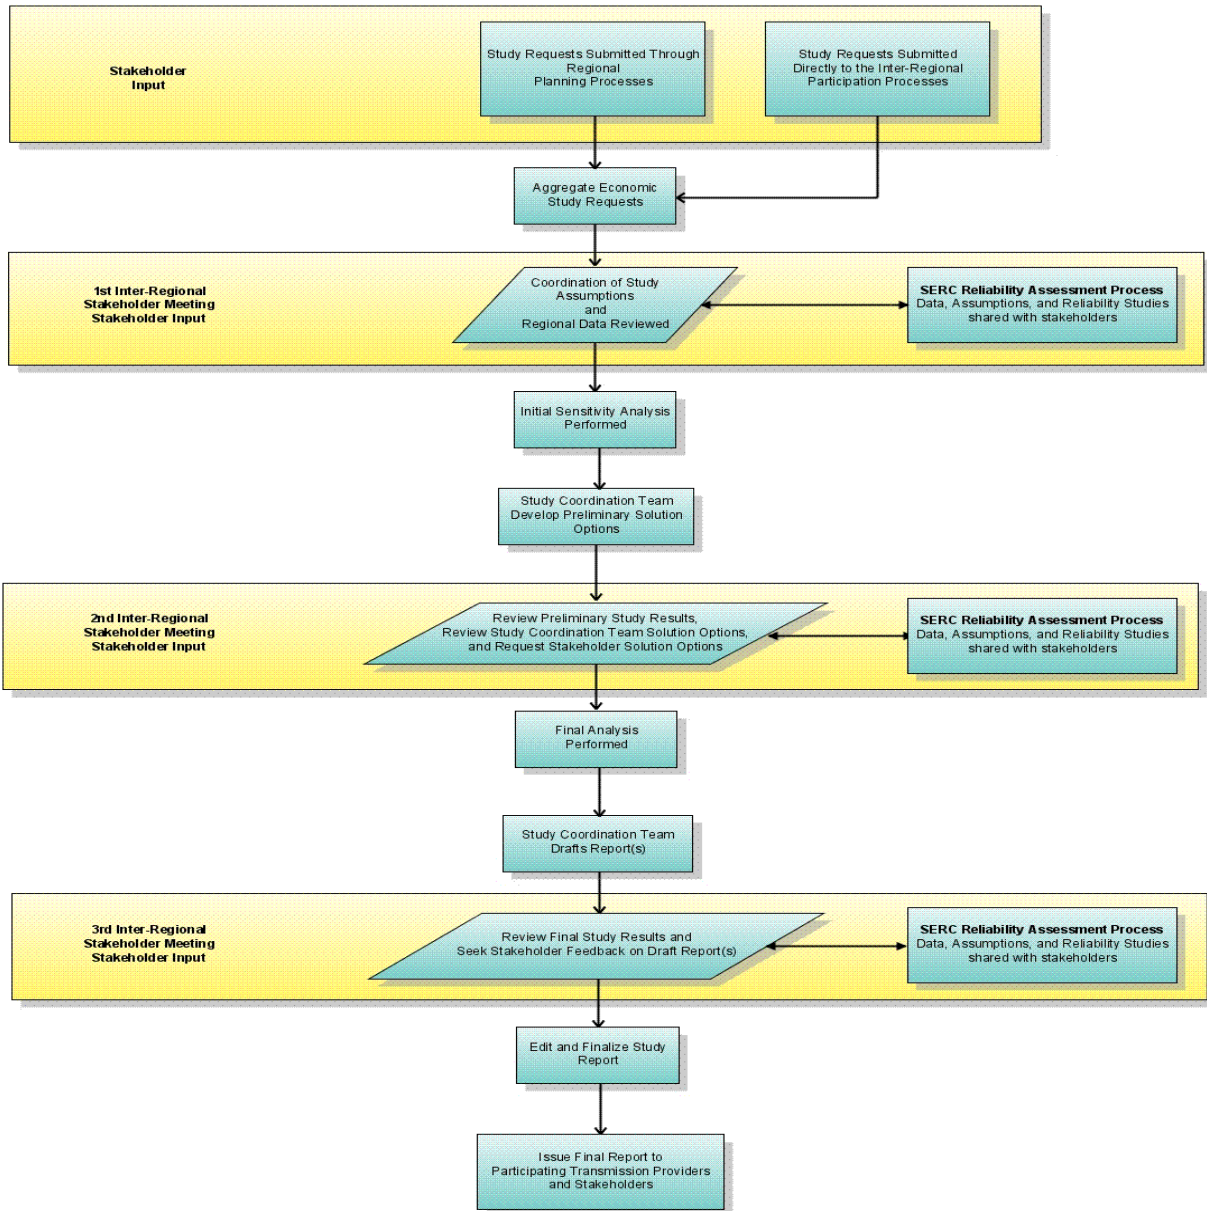 Stakeholder
Input
Study Requests Submitted Through
Regional
Planning Processes
Study Requests Submitted
Directly to the Inter-Regional
Participation Processes
Aggregate Economic
Study Requests
1st Inter-Regional
Stakeholder Meeting
Stakeholder Input
Coordination of Study
Assumptions
and
Regional Data Reviewed
SERC Reliability Assessment Process
Data, Assumptions, and Reliability Studies
shared with stakeholders
Initial Sensitivity Analysis
Performed
Study Coordination Team
Develop Preliminary Solution
Options
2nd Inter-Regional
Stakeholder Meeting
Stakeholder Input
Review Preliminary Study Results,
Review Study Coordination Team Solution Options,
and Request Stakeholder Solution Options
SERC Reliability Assessment Process
Data, Assumptions, and Reliability Studies
shared with stakeholders
Final Analysis
Performed
Study Coordination Team
Drafts Report(s)
3rd Inter-Regional
Stakeholder Meeting
Stakeholder Input
Review Final Study Results and
Seek Stakeholder Feedback on Draft Report(s)
SERC Reliability Assessment Process
Data, Assumptions, and Reliability Studies
shared with stakeholders
Edit and Finalize Study
Report
Issue Final Report to
Participating Transmission Providers
and Stakeholders